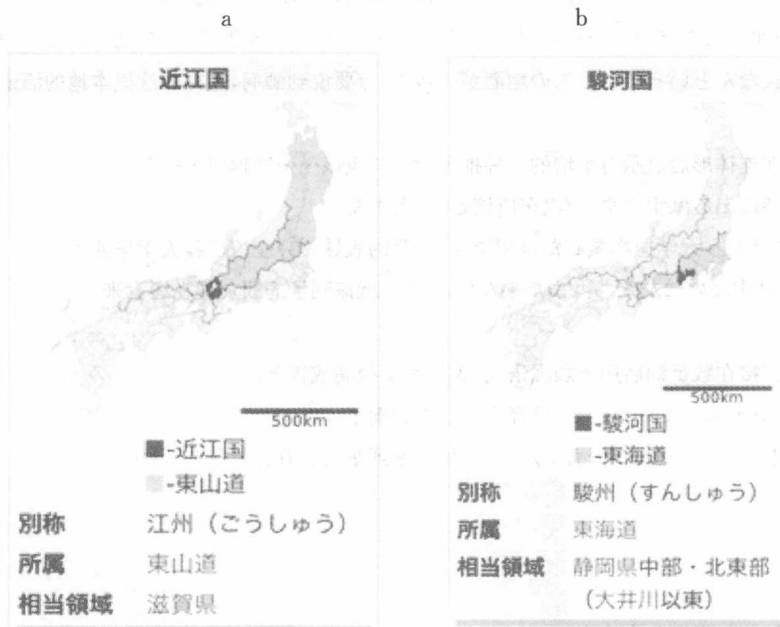 a
b
近江国
500km
■-近江国
■-東山道
別称 江州（ごうしゅう）
所属 東山道
相当領域 滋賀県
駿河国
500km
■-駿河国
■-東海道
別称 駿州（すんしゅう）
所属 東海道
相当領域 静岡県中部・北東部
（大井川以東）